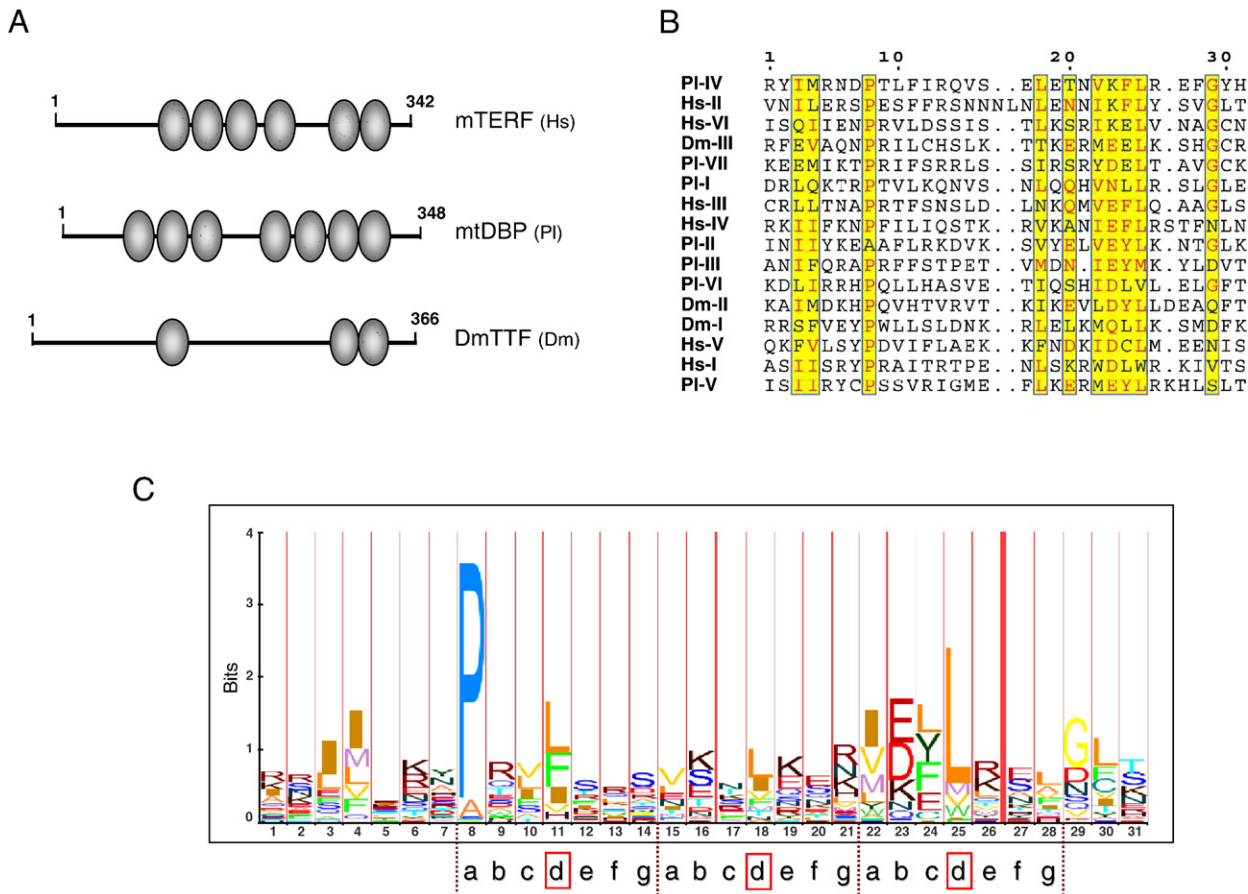 A
1
342
mTERF (Hs)
1
348
mtDBP (Pl)
1
366
DmTTF (Dm)
B
1 10 20 30
Pl-IV RYIMRNDPTLFIRQVS..ELETNVKFLR.EFGYH
Hs-II VNILERSPESFFRSNNNLNLENNIKFLY.SVGLT
Hs-VI ISQIIENPRVLDSSIS..TLKSRIKELV.NAGCN
Dm-III RFEVAQNPRILCHSLK..TTKERMEELK.SHGCR
Pl-VII KEEMIKTPRIFSRRLS..SIRSRYDELT.AVGCK
Pl-I DRLQKTRPTVLKQNVS..NLQQHVNLLR.SLGLE
Hs-III CRLLTNAPRTFSNSLD..LNKQMVEFLQ.AAGLS
Hs-IV RKIIFKNPFILIQSTK..RVKANIEFLRSTFNLN
Pl-II INIIYKEAAFLRKDVK..SVYELVEYLK.NTGLK
Pl-III ANIFQRAPRFFSTPET..VMDN.IEYMK.YLDVT
Pl-VI KDLIRRHPQLLHASVE..TIQSHIDLVL.ELGFT
Dm-II KAIMDKHPQVHTVRVT..KIKEVLDYLLDEAQFT
Dm-I RRSFVEYPWLLSLDNK..RLELKMQLLK.SMDFK
Hs-V QKFVLSYPDVIFLAEK..KFNDKIDCLM.EENIS
Hs-I ASIISRYPRAITRTPE..NLSKRWDLWR.KIVTS
Pl-V ISIIRYCPSSVRIGME..FLKERMEYLRKHLSLT
C
Bits
4
3
2
1
0
1 2 3 4 5 6 7 8 9 10 11 12 13 14 15 16 17 18 19 20 21 22 23 24 25 26 27 28 29 30 31
a b c d e f g a b c d e f g a b c d e f g